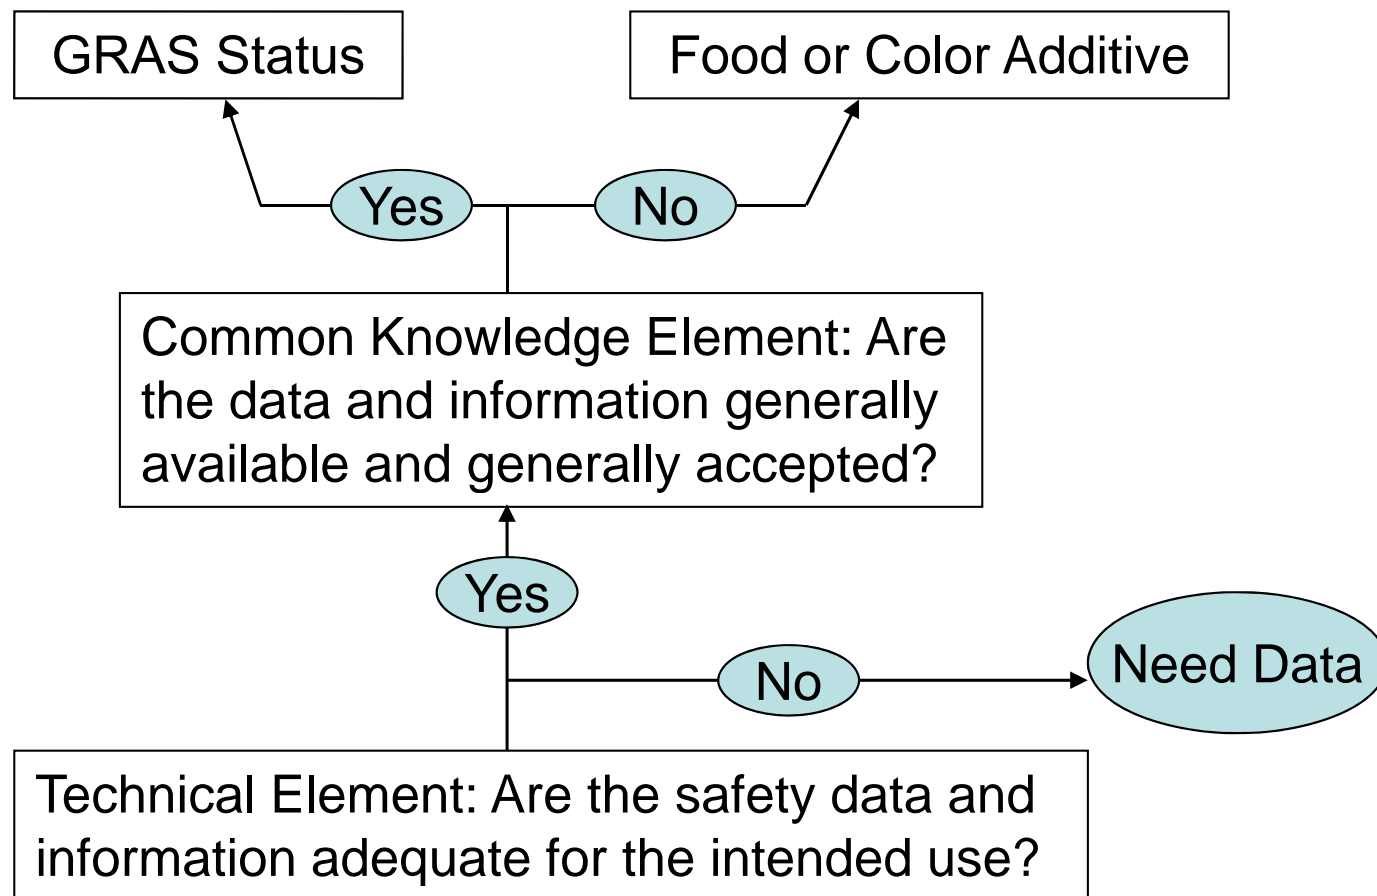 GRAS Status
Food or Color Additive
Yes
No
Common Knowledge Element: Are
the data and information generally
available and generally accepted?
Yes
No
Need Data
Technical Element: Are the safety data and
information adequate for the intended use?